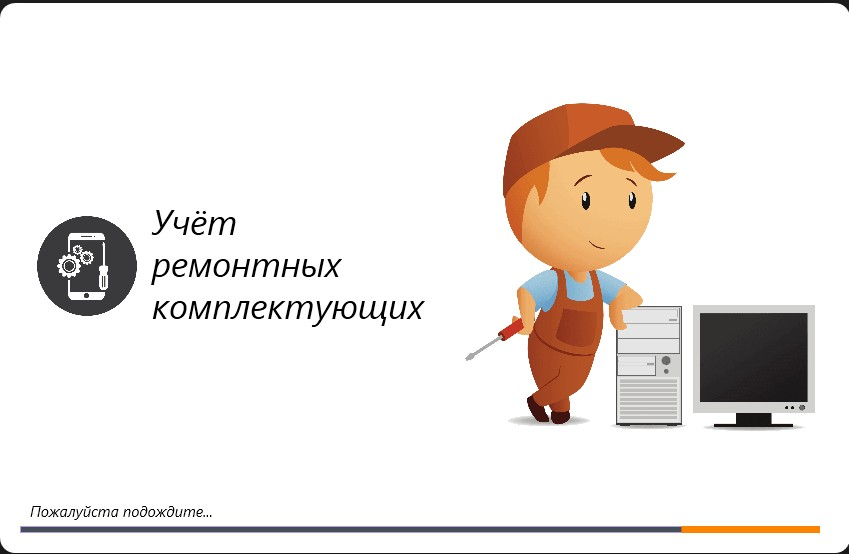 Учёт
ремонтных
комплектующих
Пожалуйста подождите...